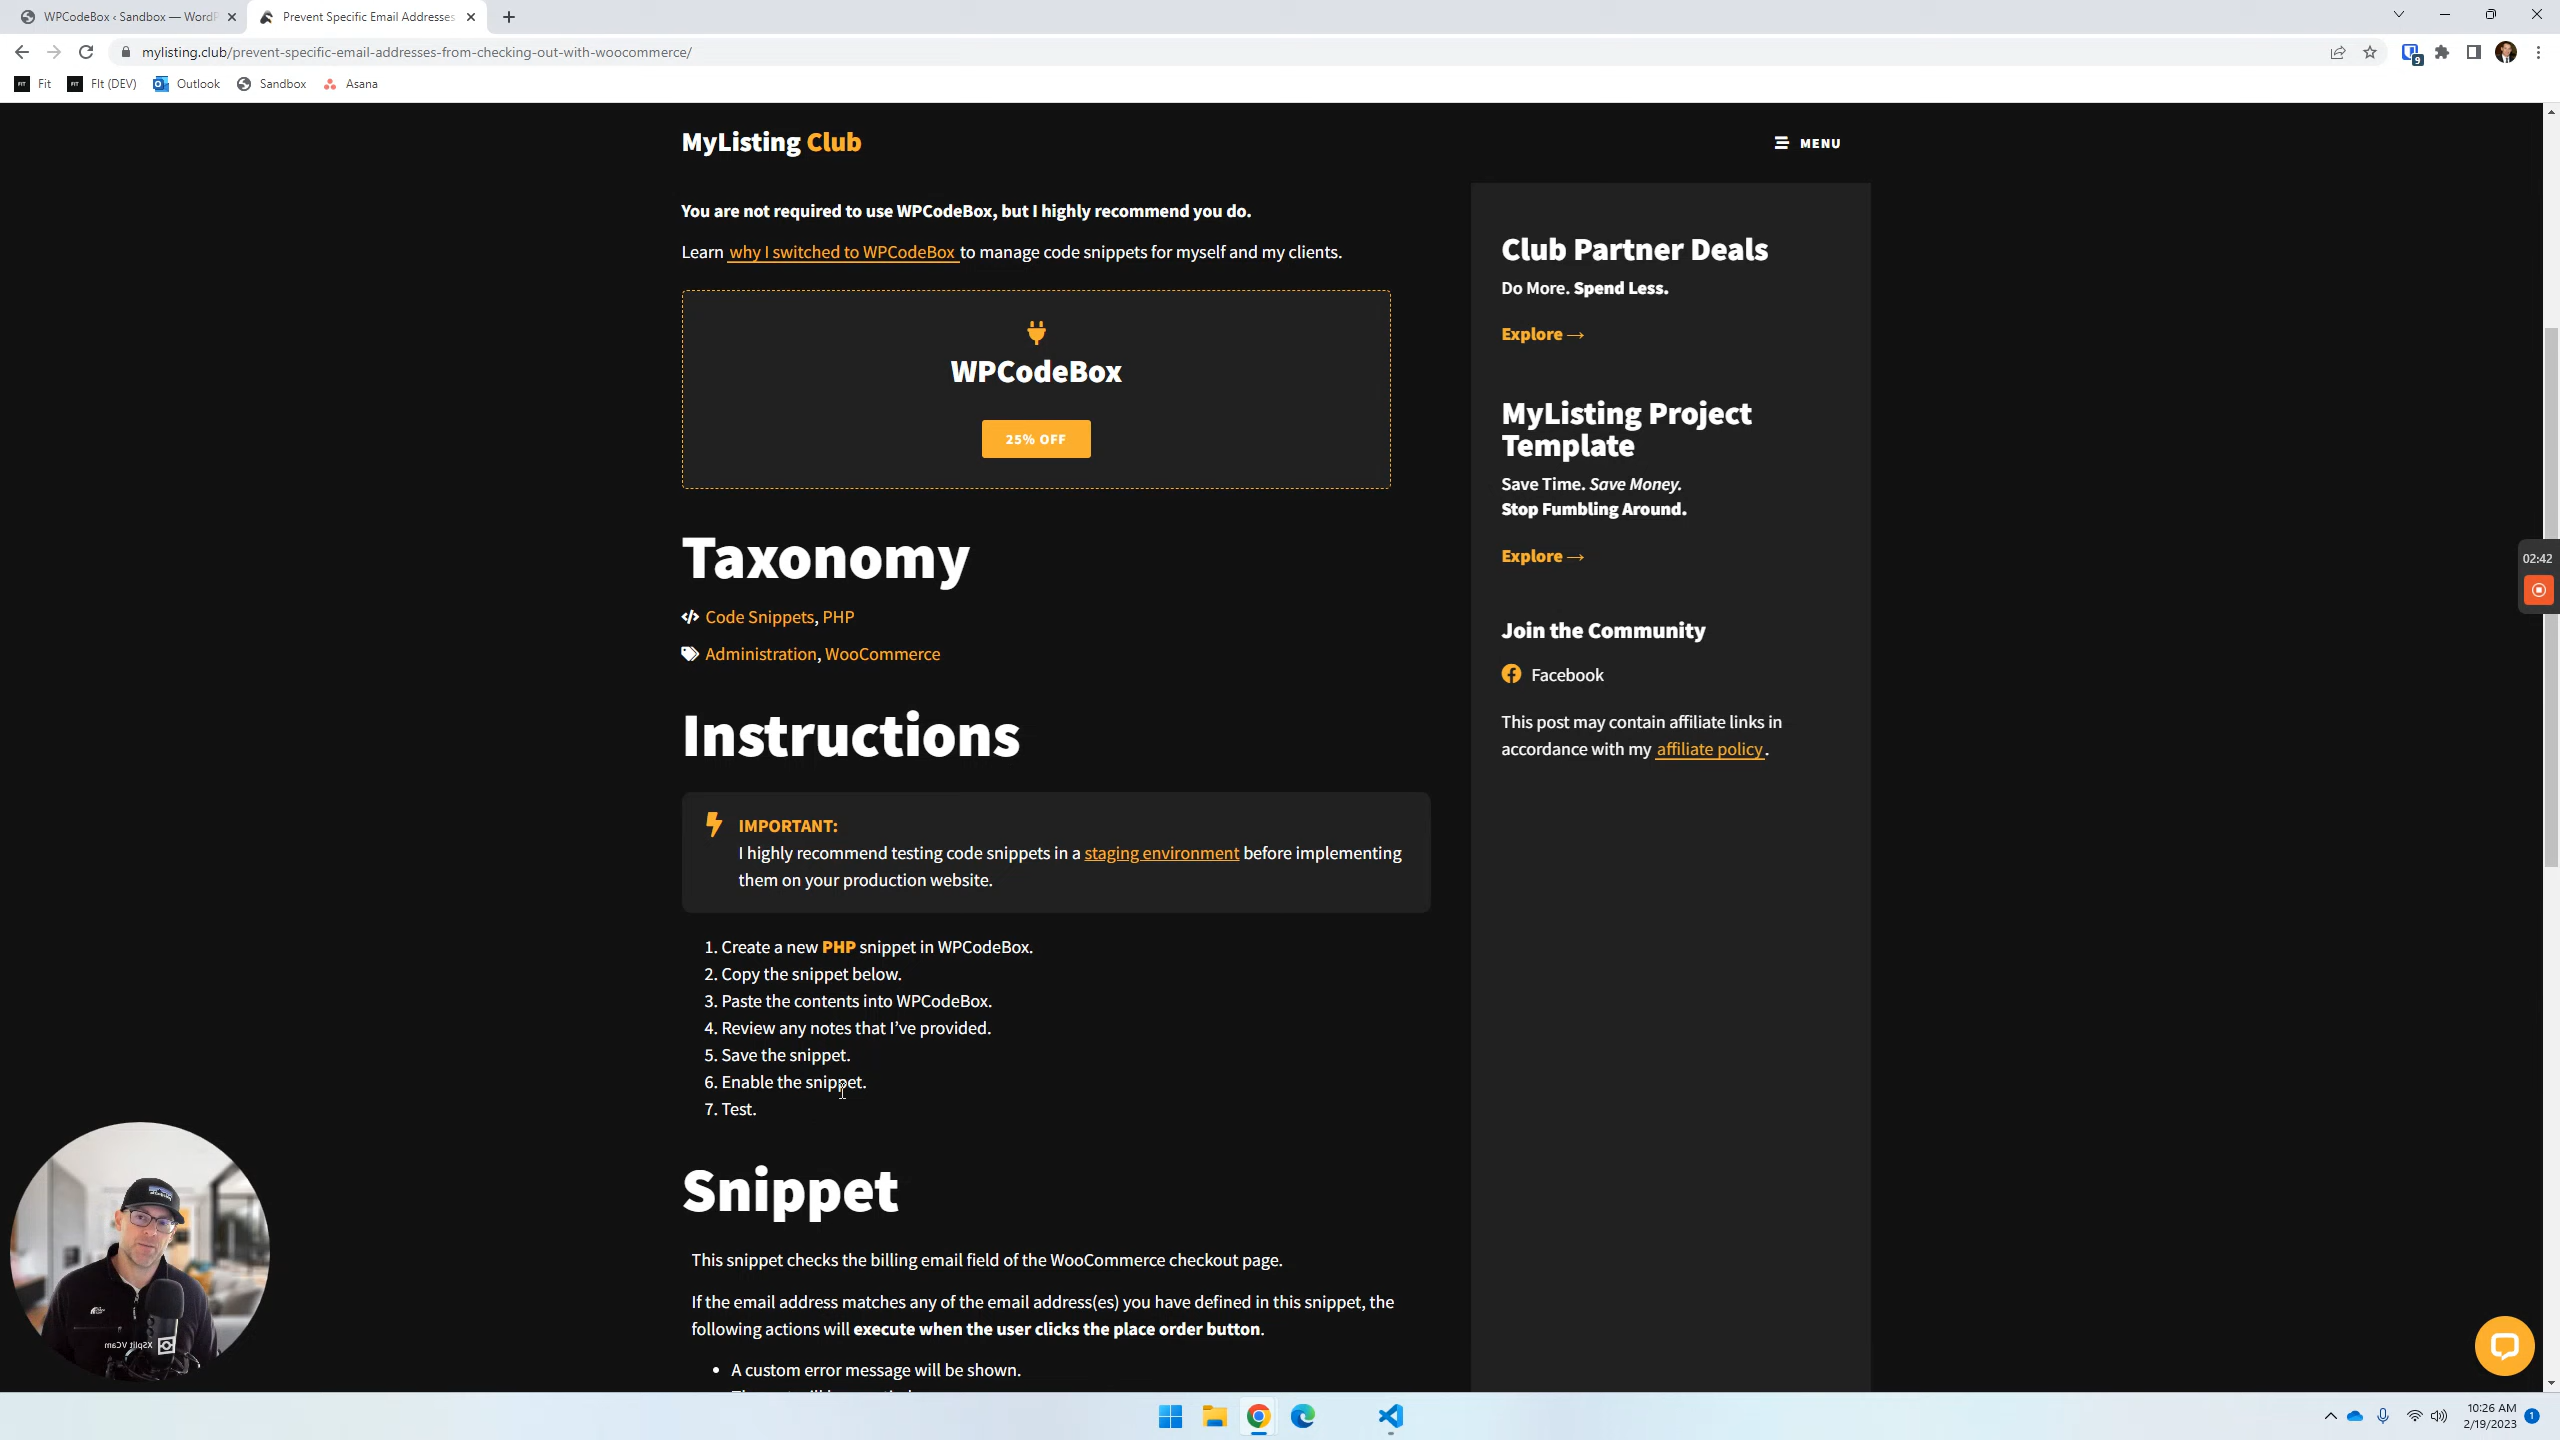 WPCodeBox ‹ Sandbox — WordP
Prevent Specific Email Addresses
mylisting.club/prevent-specific-email-addresses-from-checking-out-with-woocommerce/
9
FIT Fit
FIT FIt (DEV)
Outlook
Sandbox
Asana
MyListing Club
MENU
You are not required to use WPCodeBox, but I highly recommend you do.
Learn why I switched to WPCodeBox to manage code snippets for myself and my clients.
WPCodeBox
25% OFF
Taxonomy
Code Snippets, PHP
Administration, WooCommerce
Instructions
IMPORTANT:
I highly recommend testing code snippets in a staging environment before implementing
them on your production website.
1. Create a new PHP snippet in WPCodeBox.
2. Copy the snippet below.
3. Paste the contents into WPCodeBox.
4. Review any notes that I've provided.
5. Save the snippet.
6. Enable the snippet.
7. Test.
Snippet
This snippet checks the billing email field of the WooCommerce checkout page.
If the email address matches any of the email address(es) you have defined in this snippet, the
following actions will execute when the user clicks the place order button.
• A custom error message will be shown.
Club Partner Deals
Do More. Spend Less.
Explore →
MyListing Project
Template
Save Time. Save Money.
Stop Fumbling Around.
Explore →
Join the Community
Facebook
This post may contain affiliate links in
accordance with my affiliate policy.
02:42
XSplit VCam
10:26 AM
2/19/2023
1